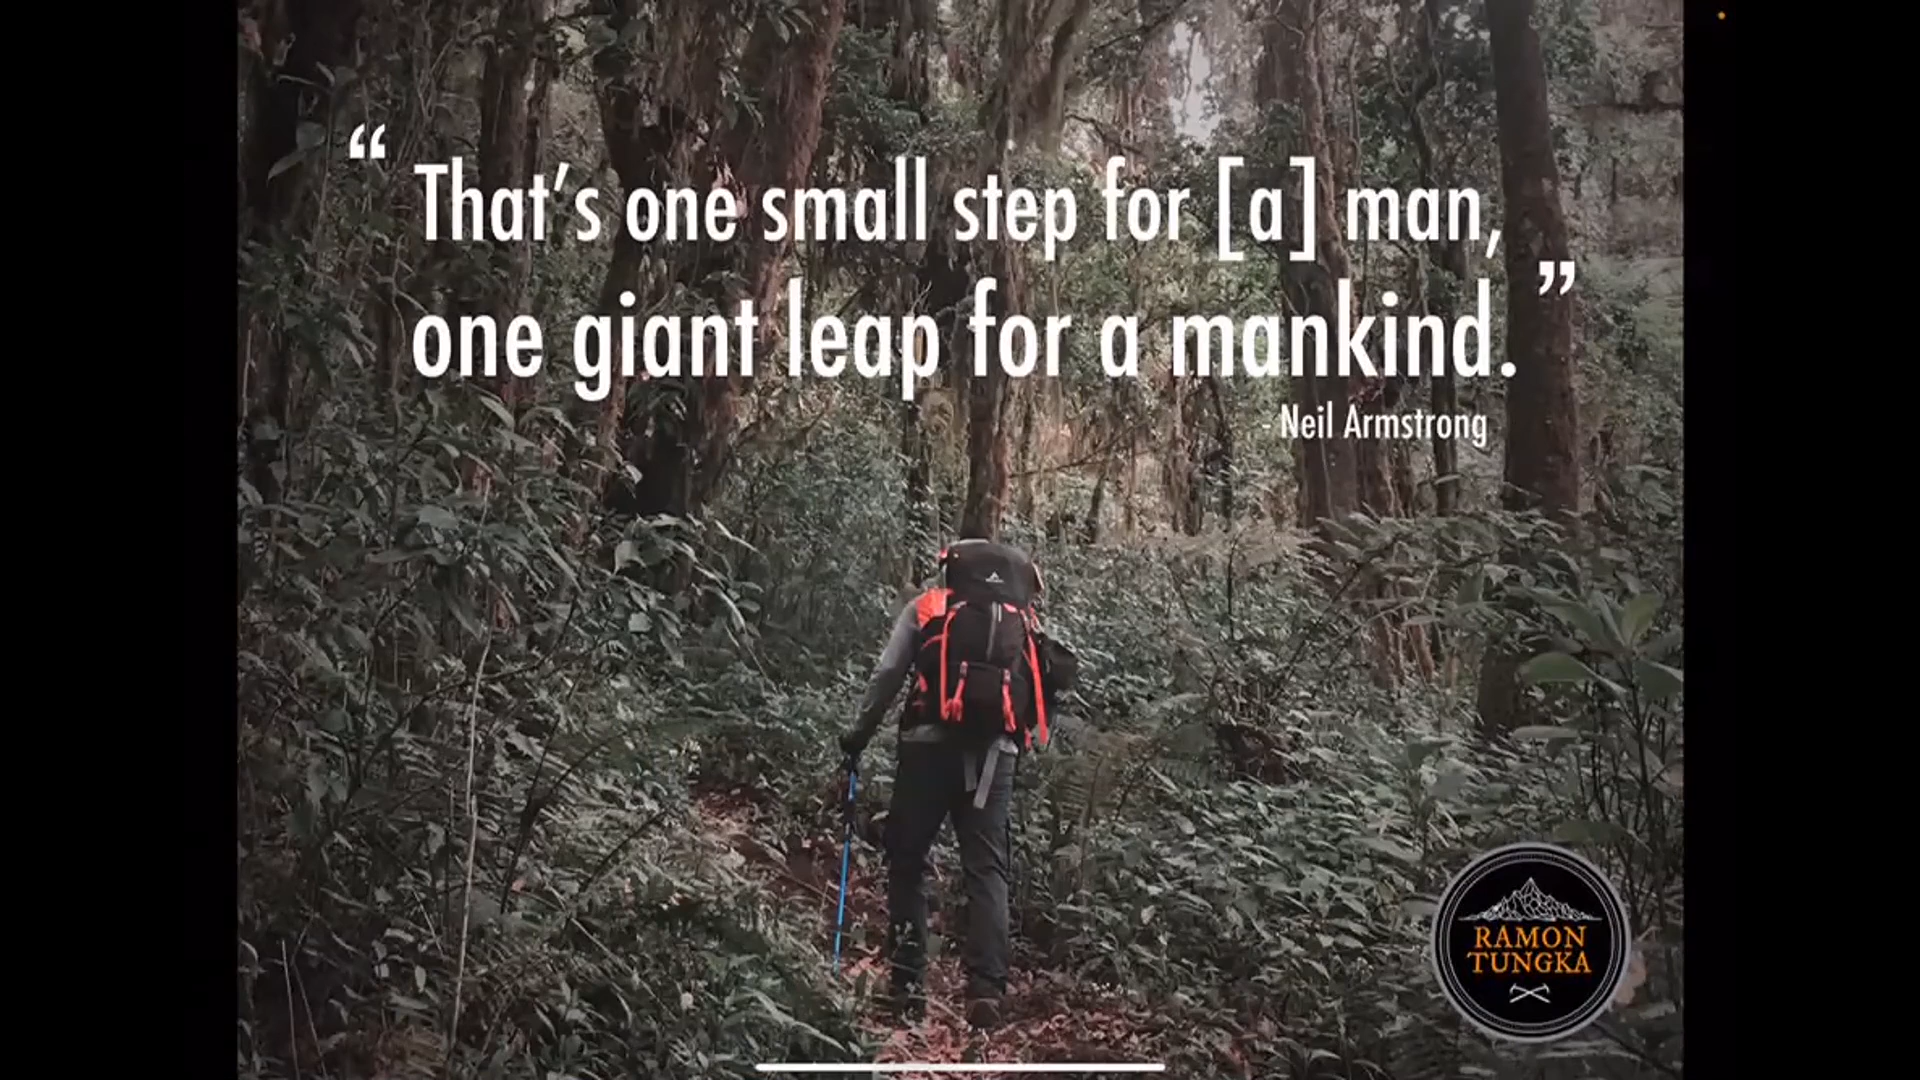 “ That’s one small step for [a] man,
one giant leap for a mankind. ”
- Neil Armstrong
RAMON
TUNGKA